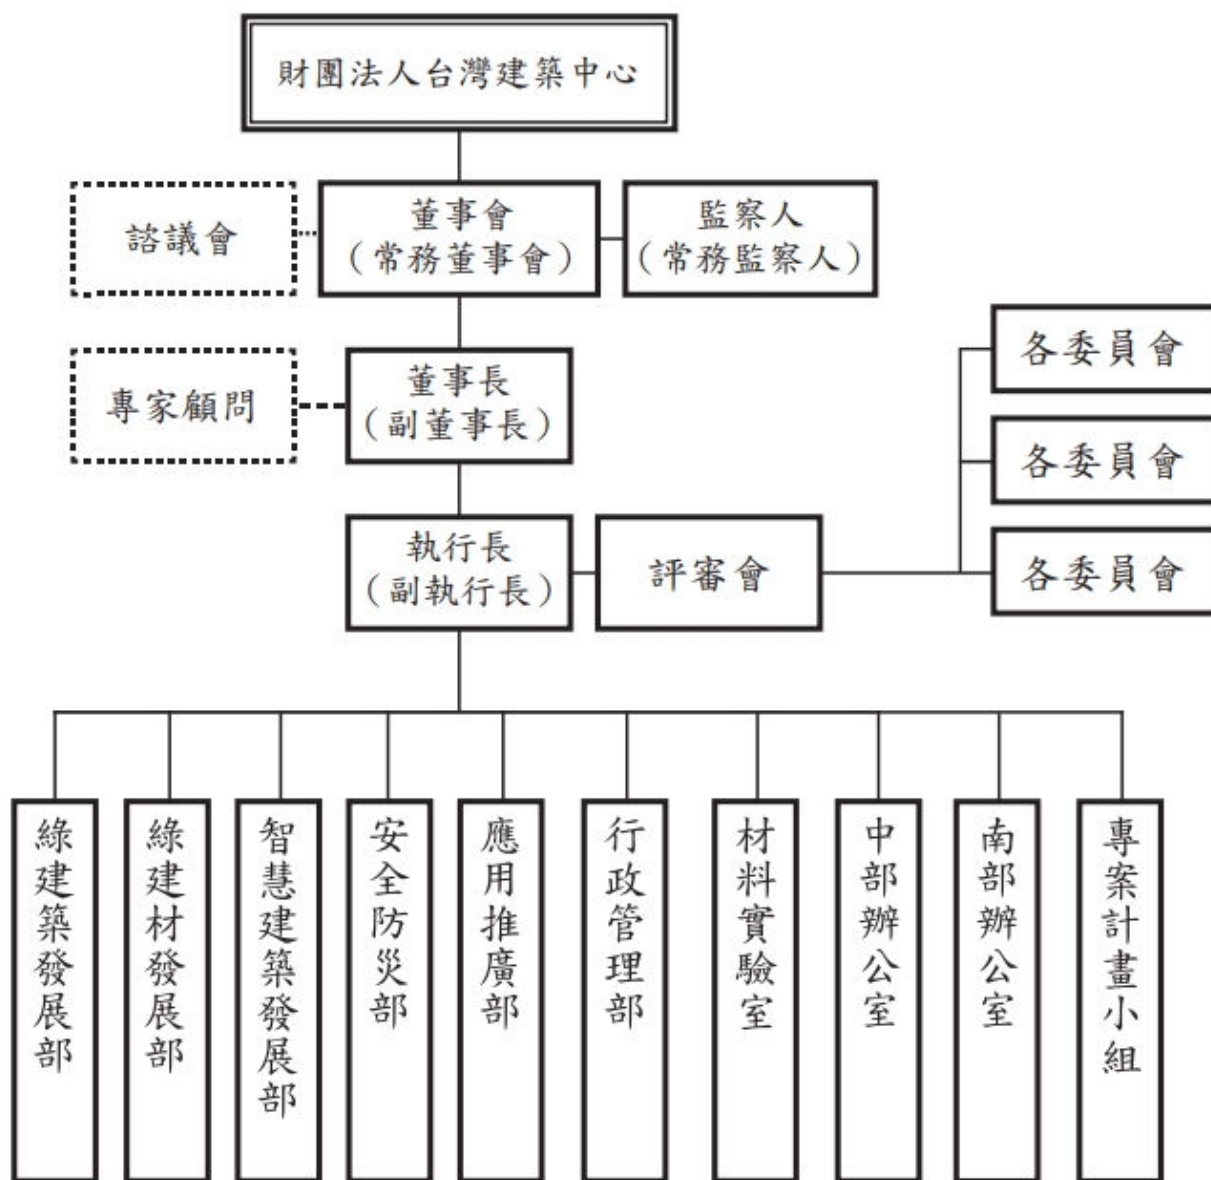 財團法人台灣建築中心
諮議會
董事會
（常務董事會）
監察人
（常務監察人）
專家顧問
董事長
（副董事長）
各委員會
各委員會
執行長
（副執行長）
評審會
各委員會
綠建築發展部
綠建材發展部
智慧建築發展部
安全防災部
應用推廣部
行政管理部
材料實驗室
中部辦公室
南部辦公室
專案計畫小組